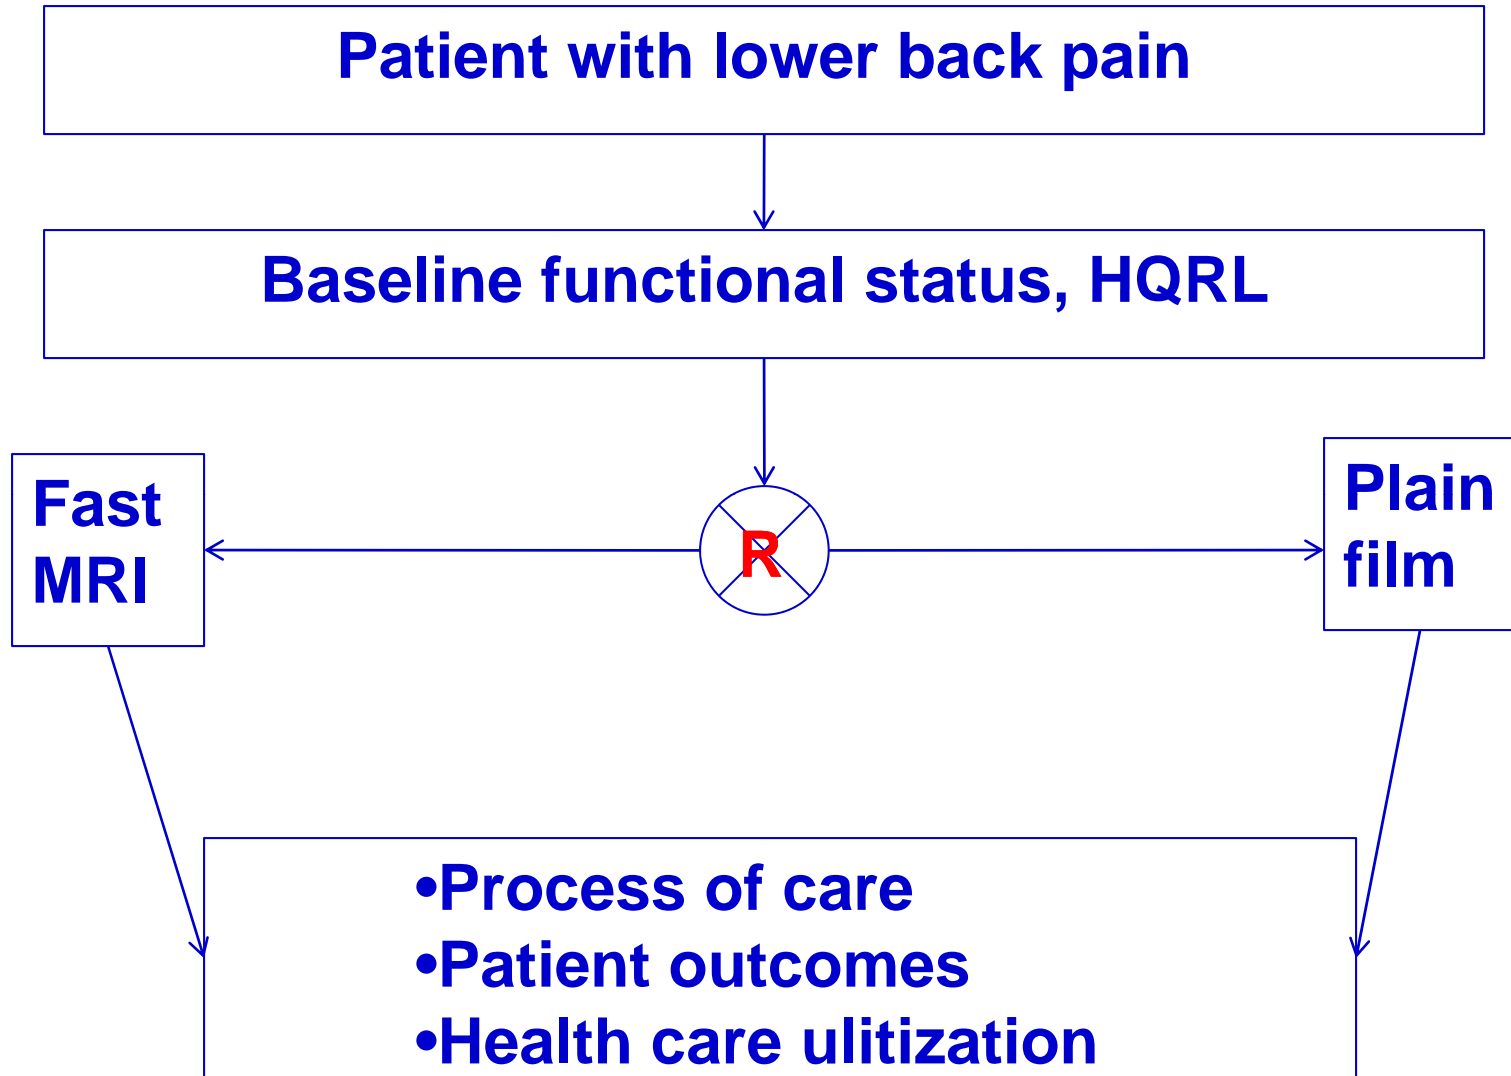 Patient with lower back pain
Baseline functional status, HQRL
Fast
MRI
R
Plain
film
•Process of care
•Patient outcomes
•Health care ulitization